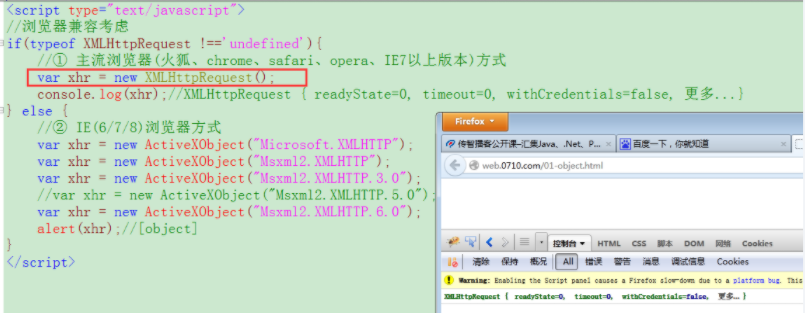 <script type="text/javascript">
//浏览器兼容考虑
if(typeof XMLHttpRequest !=='undefined'){
//① 主流浏览器(火狐、chrome、safari、opera、IE7以上版本)方式
var xhr = new XMLHttpRequest();
console.log(xhr);//XMLHttpRequest { readyState=0, timeout=0, withCredentials=false, 更多...}
} else {
//② IE(6/7/8)浏览器方式
var xhr = new ActiveXObject("Microsoft.XMLHTTP");
var xhr = new ActiveXObject("Msxml2.XMLHTTP");
var xhr = new ActiveXObject("Msxml2.XMLHTTP.3.0");
//var xhr = new ActiveXObject("Msxml2.XMLHTTP.5.0");
var xhr = new ActiveXObject("Msxml2.XMLHTTP.6.0");
alert(xhr);//[object]
}
</script>
Firefox
传智播客公开课-汇集Java、.Net、P...
百度一下，你就知道
web.0710.com/01-object.html
控制台 HTML CSS 脚本 DOM 网络 Cookies
清除 保持 概况 All 错误 警告 消息 调试信息 Cookies
Warning: Enabling the Script panel causes a Firefox slow-down due to a platform bug. This
XMLHttpRequest { readyState=0, timeout=0, withCredentials=false, 更多...}